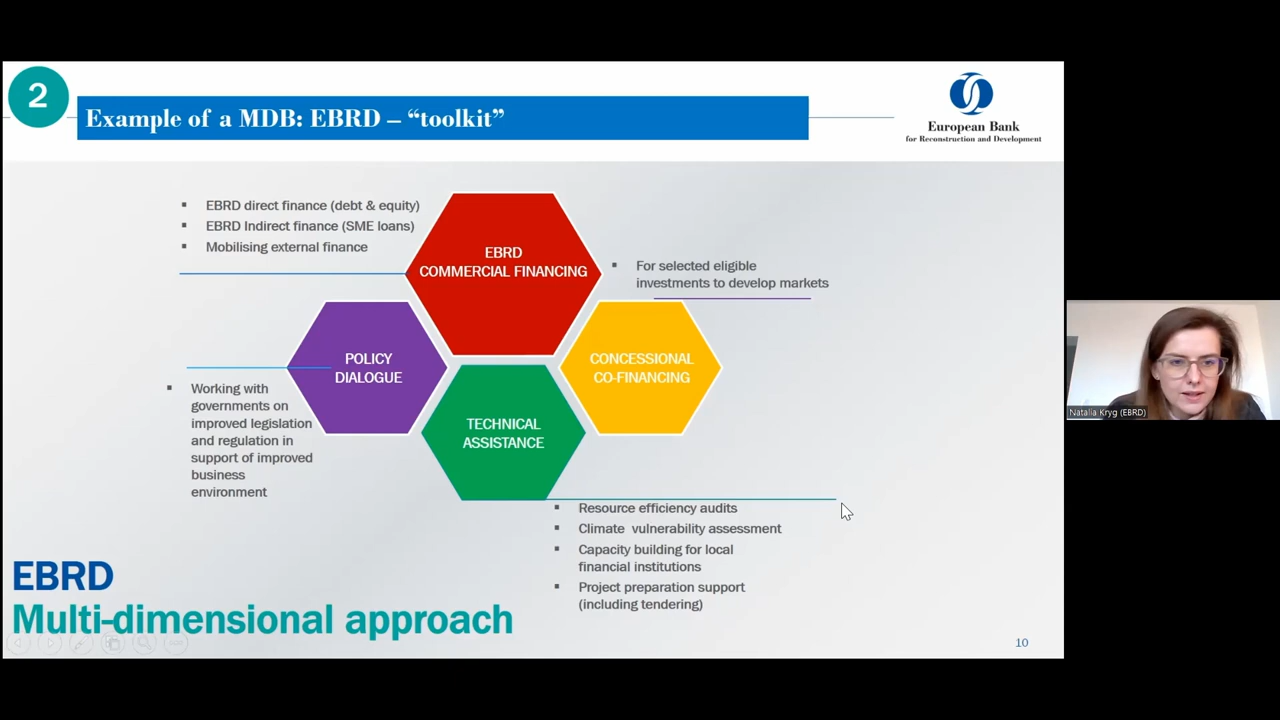 2
Example of a MDB: EBRD – “toolkit”
European Bank
for Reconstruction and Development
EBRD direct finance (debt & equity)
EBRD Indirect finance (SME loans)
Mobilising external finance
EBRD
COMMERCIAL FINANCING
For selected eligible
investments to develop markets
POLICY
DIALOGUE
CONCESSIONAL
CO-FINANCING
Working with
governments on
improved legislation
and regulation in
support of improved
business
environment
TECHNICAL
ASSISTANCE
Resource efficiency audits
Climate vulnerability assessment
Capacity building for local
financial institutions
Project preparation support
(including tendering)
EBRD
Multi-dimensional approach
10
Natalia Kryg (EBRD)